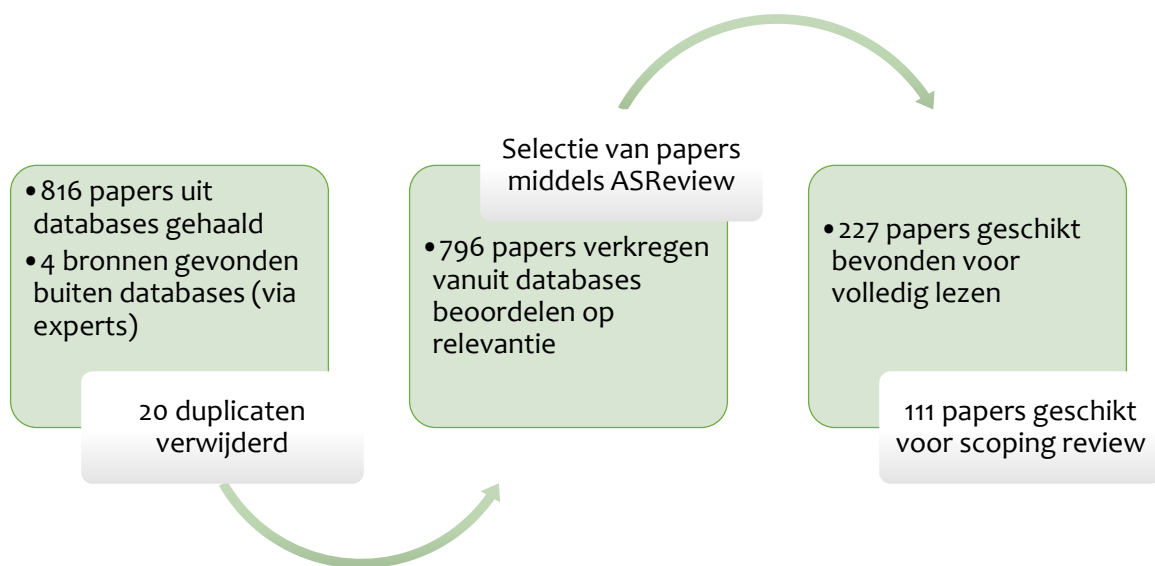 • 816 papers uit
databases gehaald
• 4 bronnen gevonden
buiten databases (via
experts)
20 duplicaten
verwijderd
Selectie van papers
middels ASReview
• 796 papers verkregen
vanuit databases
beoordelen op
relevantie
• 227 papers geschikt
bevonden voor
volledig lezen
111 papers geschikt
voor scoping review